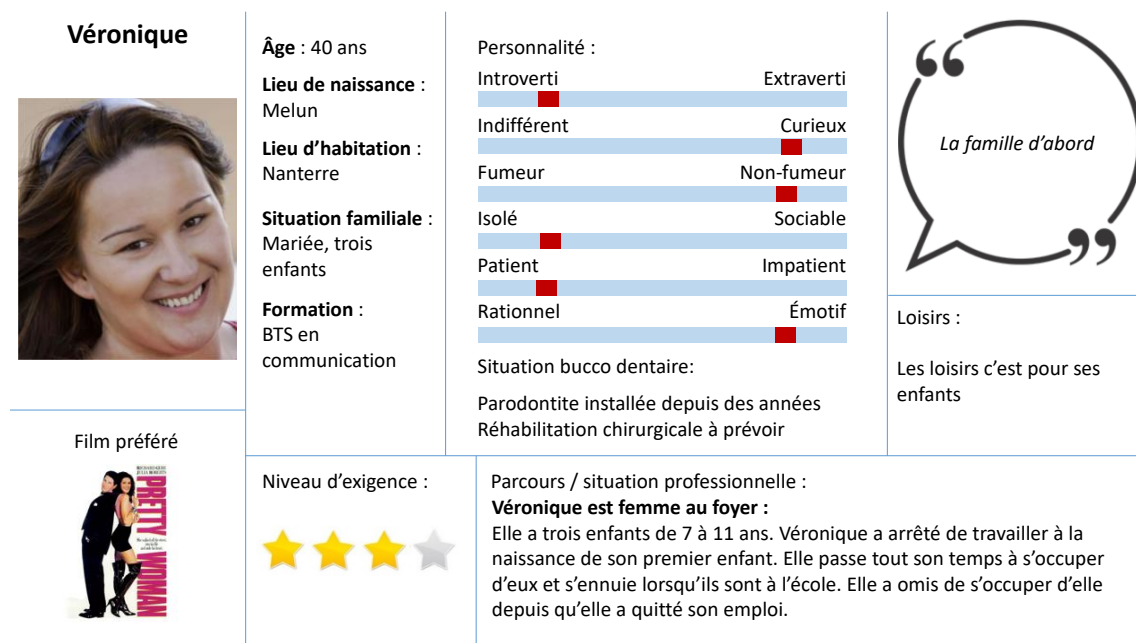 Véronique
Film préféré
PRETTY
WOMAN
Âge : 40 ans
Lieu de naissance :
Melun
Lieu d’habitation :
Nanterre
Situation familiale :
Mariée, trois
enfants
Formation :
BTS en
communication
Personnalité :
Introverti Extraverti
Indifférent Curieux
Fumeur Non-fumeur
Isolé Sociable
Patient Impatient
Rationnel Émotif
Situation bucco dentaire:
Parodontite installée depuis des années
Réhabilitation chirurgicale à prévoir
“
La famille d’abord
”
Loisirs :
Les loisirs c’est pour ses
enfants
Niveau d’exigence :
Parcours / situation professionnelle :
Véronique est femme au foyer :
Elle a trois enfants de 7 à 11 ans. Véronique a arrêté de travailler à la
naissance de son premier enfant. Elle passe tout son temps à s’occuper
d’eux et s’ennuie lorsqu’ils sont à l’école. Elle a omis de s’occuper d’elle
depuis qu’elle a quitté son emploi.